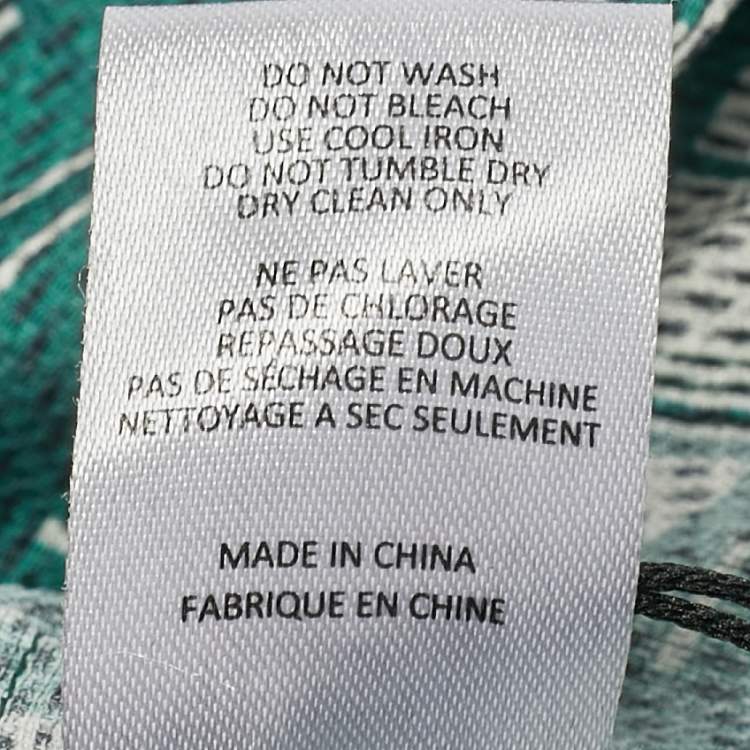 DO NOT WASH
DO NOT BLEACH
USE COOL IRON
DO NOT TUMBLE DRY
DRY CLEAN ONLY
NE PAS LAVER
PAS DE CHLORAGE
REPASSAGE DOUX
PAS DE SÉCHAGE EN MACHINE
NETTOYAGE A SEC SEULEMENT
MADE IN CHINA
FABRIQUE EN CHINE